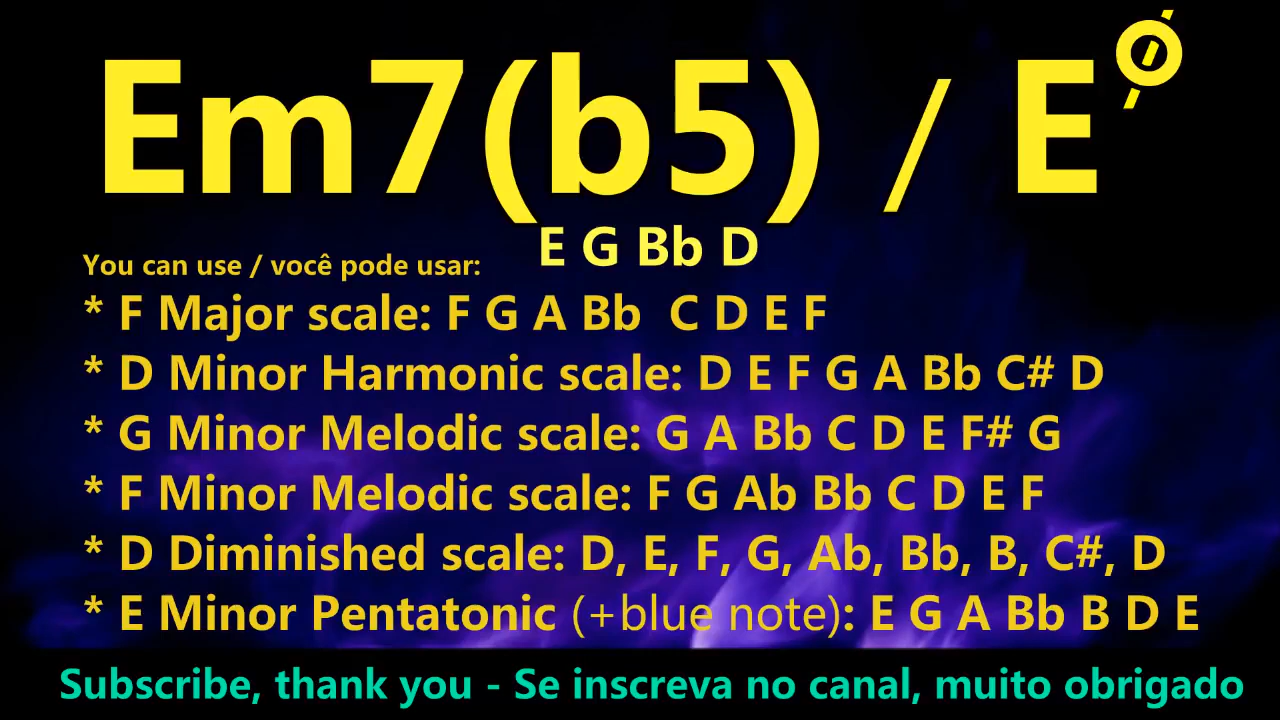 Em7(b5) / Eø
E G Bb D
You can use / você pode usar:
* F Major scale: F G A Bb  C D E F
* D Minor Harmonic scale: D E F G A Bb C# D
* G Minor Melodic scale: G A Bb C D E F# G
* F Minor Melodic scale: F G Ab Bb C D E F
* D Diminished scale: D, E, F, G, Ab, Bb, B, C#, D
* E Minor Pentatonic (+blue note): E G A Bb B D E
Subscribe, thank you - Se inscreva no canal, muito obrigado